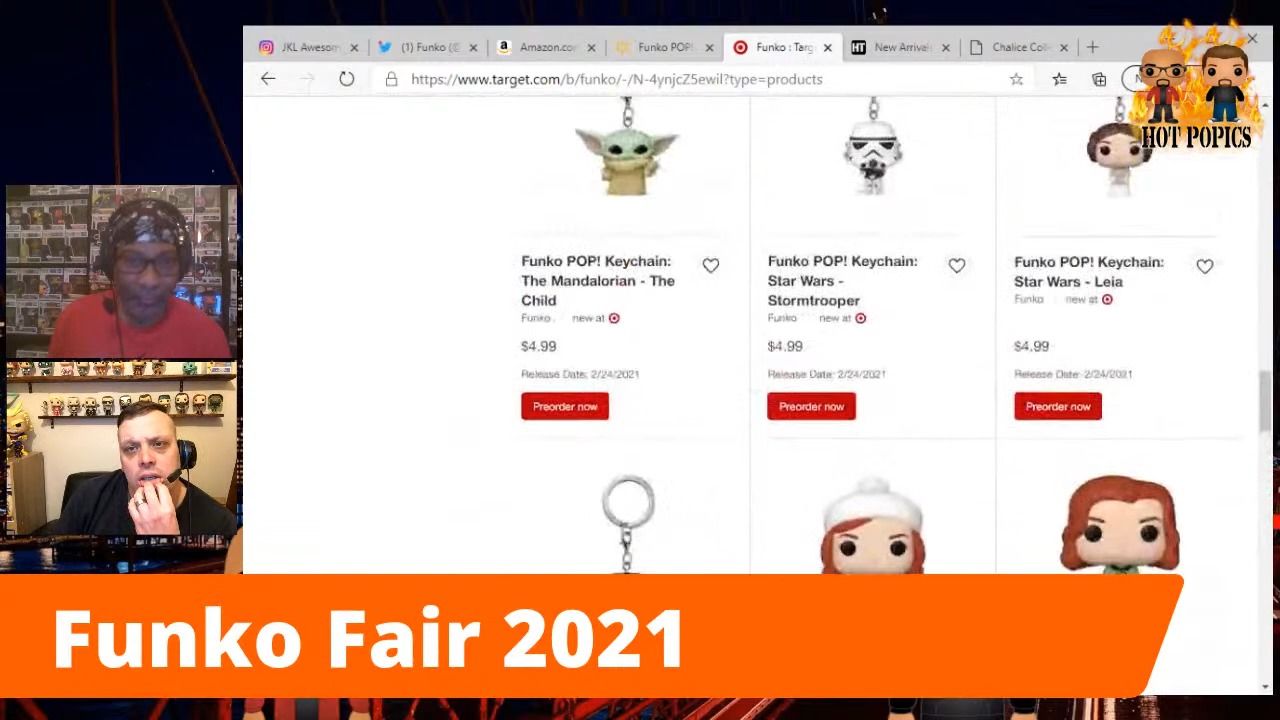 JKL Awesom
(1) Funko (@
Amazon.co
Funko POP!
Funko : Targ
New Arrival
Chalice Coll
https://www.target.com/b/funko/-/N-4ynjcZ5ewil?type=products
HOT POPICS
Funko POP! Keychain:
The Mandalorian - The
Child
Funko .
new at
$4.99
Release Date: 2/24/2021
Preorder now
Funko POP! Keychain:
Star Wars -
Stormtrooper
Funko
new at
$4.99
Release Date: 2/24/2021
Preorder now
Funko POP! Keychain:
Star Wars - Leia
Funko
new at
$4.99
Release Date: 2/24/2021
Preorder now
Funko Fair 2021